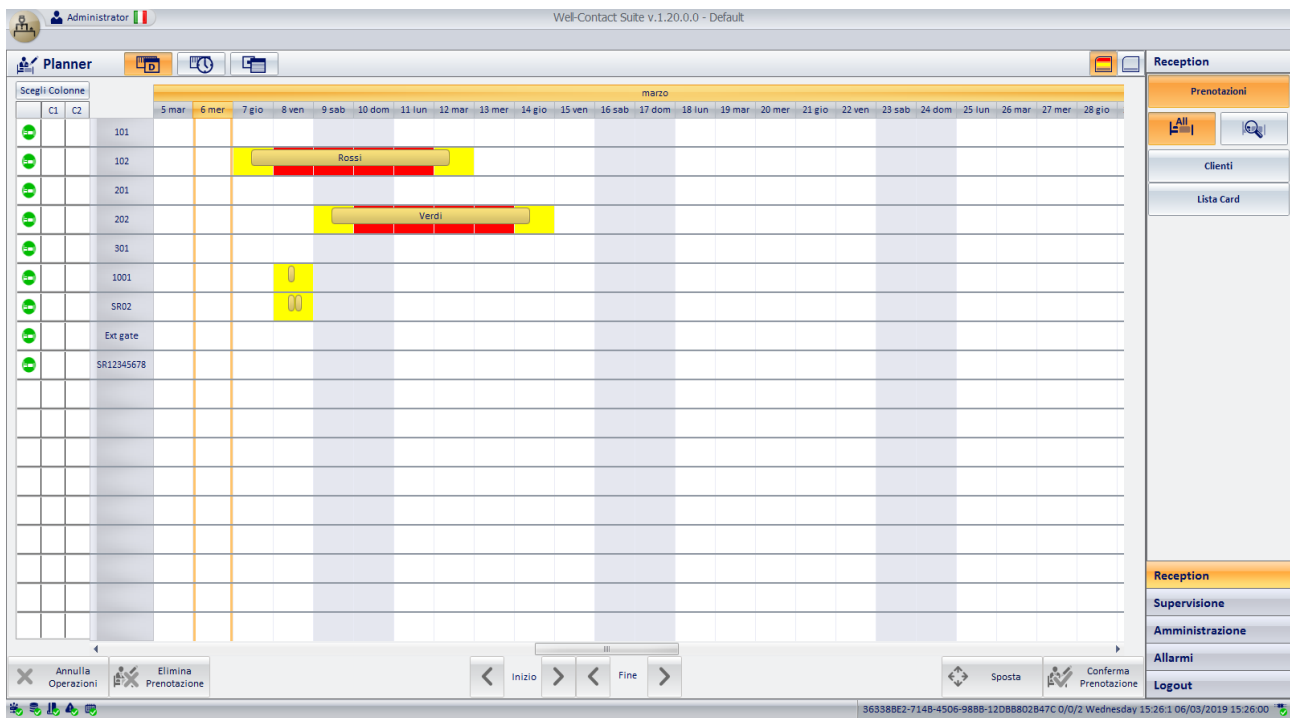 Administrator
Well-Contact Suite v.1.20.0.0 - Default
Planner
D
Reception
Scegli Colonne
marzo
C1 C2 5 mar 6 mer 7 gio 8 ven 9 sab 10 dom 11 lun 12 mar 13 mer 14 gio 15 ven 16 sab 17 dom 18 lun 19 mar 20 mer 21 gio 22 ven 23 sab 24 dom 25 lun 26 mar 27 mer 28 gio
101
102 Rossi
201
202 Verdi
301
1001
SR02
Ext gate
SR12345678
Prenotazioni
All
Clienti
Lista Card
Reception
Supervisione
Amministrazione
Allarmi
Logout
Annulla
Operazioni
Elimina
Prenotazione
Inizio
Fine
Sposta
Conferma
Prenotazione
363388E2-714B-4506-98BB-12DBB802B47C 0/0/2 Wednesday 15:26:1 06/03/2019 15:26:00